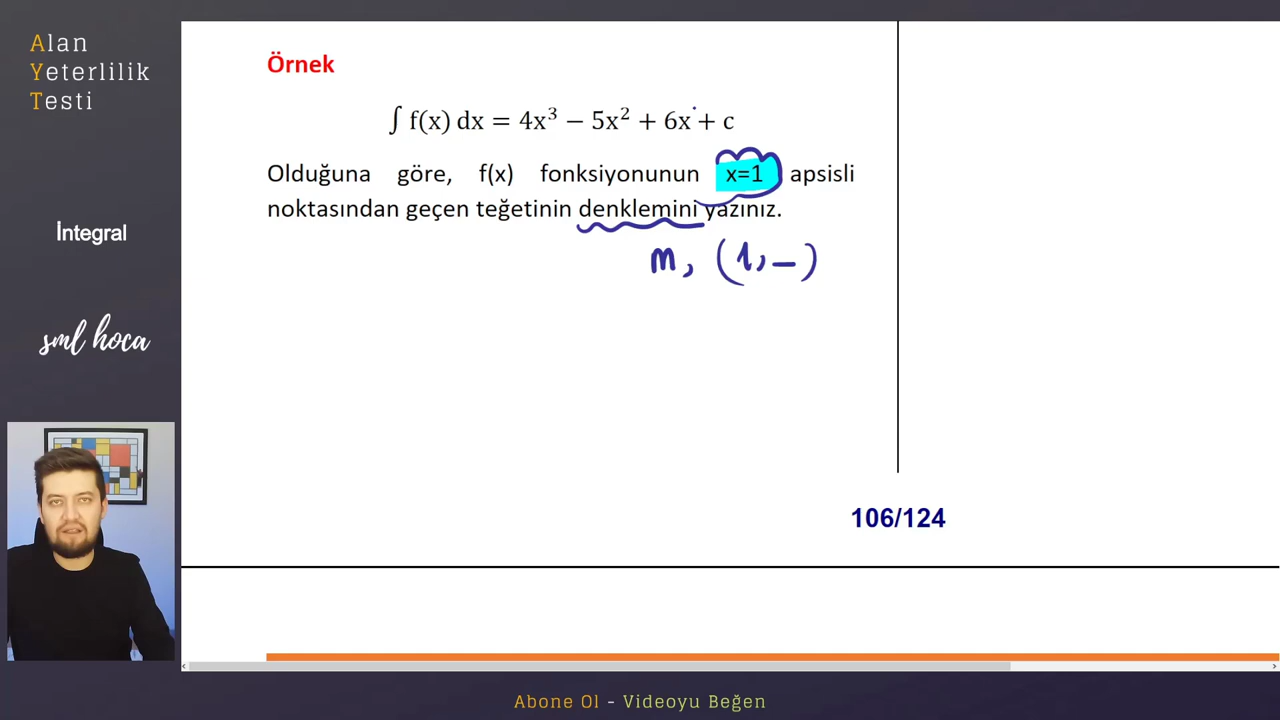 Alan
Yeterlilik
Testi
İntegral
sml hoca
Örnek
∫ f(x) dx = 4x³ − 5x² + 6x + c
Olduğuna göre, f(x) fonksiyonunun x=1 apsisli
noktasından geçen teğetinin denklemini yazınız.
m, (1, _)
106/124
Abone Ol - Videoyu Beğen